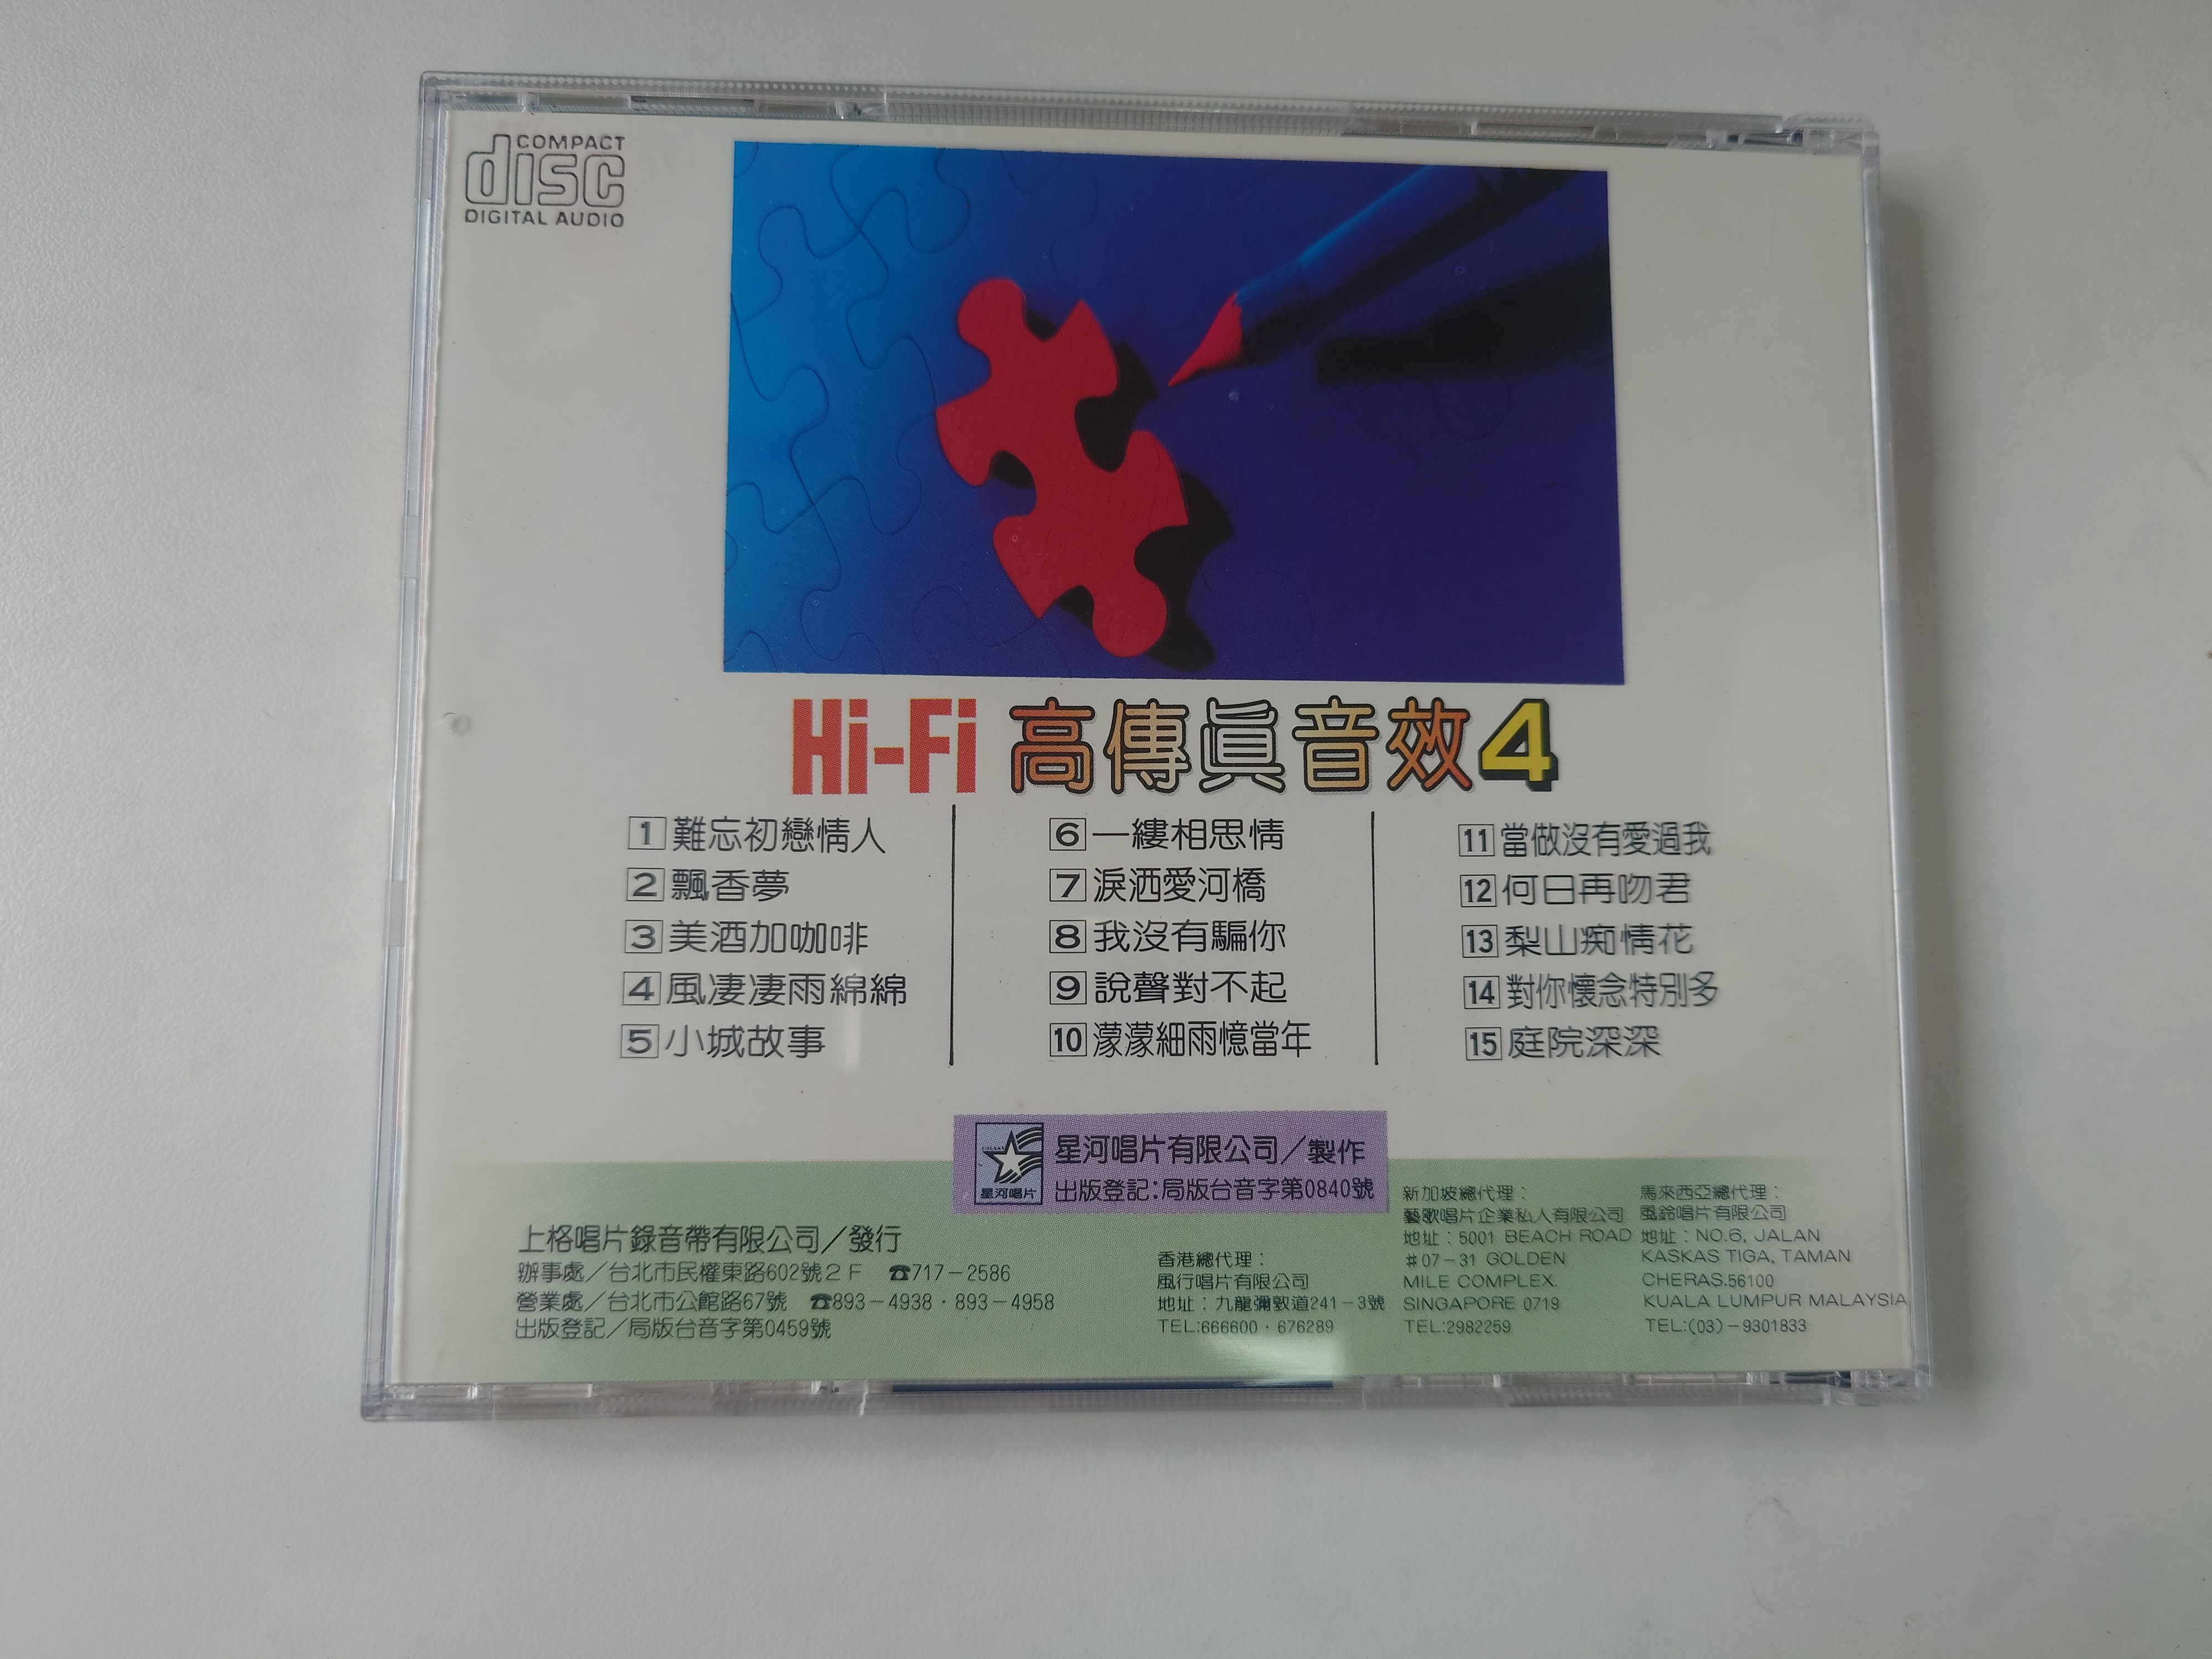 COMPACT
disc
DIGITAL AUDIO
Hi-Fi 高傳眞音效4
1 難忘初戀情人
2 飄香夢
3 美酒加咖啡
4 風凄凄雨綿綿
5 小城故事
6 一縷相思情
7 淚洒愛河橋
8 我沒有騙你
9 說聲對不起
10 濛濛細雨憶當年
11 當做沒有愛過我
12 何日再吻君
13 梨山痴情花
14 對你懷念特別多
15 庭院深深
星河唱片
星河唱片有限公司／製作
出版登記:局版台音字第0840號
上格唱片錄音帶有限公司／發行
辦事處／台北市民權東路602號2F ☎717－2586
營業處／台北市公館路67號 ☎893－4938·893－4958
出版登記／局版台音字第0459號
香港總代理：
風行唱片有限公司
地址：九龍彌敦道241－3號
TEL:666600·676289
新加坡總代理：
藝歌唱片企業私人有限公司
地址：5001 BEACH ROAD
#07－31 GOLDEN
MILE COMPLEX.
SINGAPORE 0719
TEL:2982259
馬來西亞總代理：
風鈴唱片有限公司
地址：NO.6, JALAN
KASKAS TIGA, TAMAN
CHERAS.56100
KUALA LUMPUR MALAYSIA
TEL:(03)－9301833